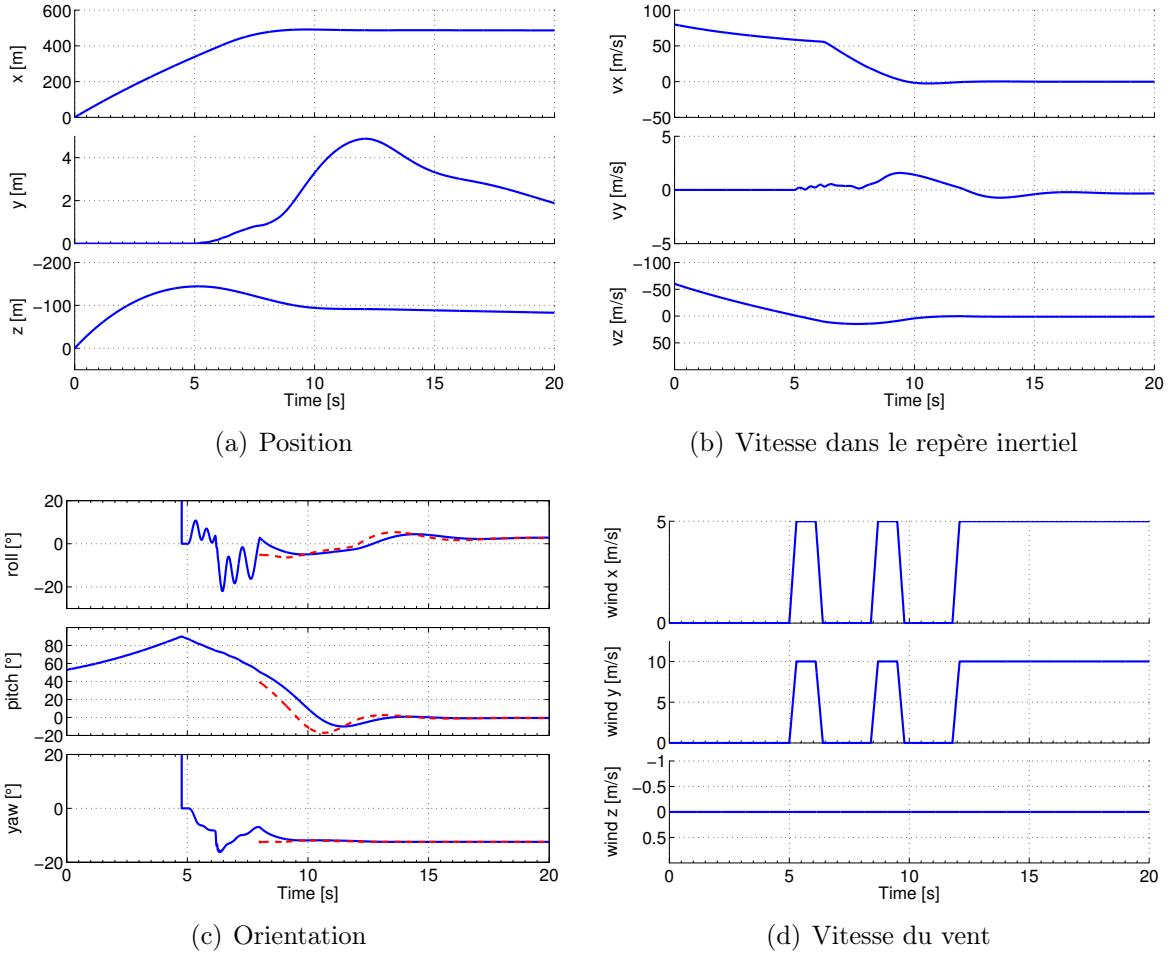 600
400
200
0
x [m]
4
2
0
y [m]
−200
−100
0
z [m]
0 5 10 15 20
Time [s]
(a) Position
100
50
0
−50
vx [m/s]
5
0
−5
vy [m/s]
−100
−50
0
50
vz [m/s]
0 5 10 15 20
Time [s]
(b) Vitesse dans le repère inertiel
20
0
−20
roll [°]
80
60
40
20
0
−20
pitch [°]
20
0
−20
yaw [°]
0 5 10 15 20
Time [s]
(c) Orientation
5
0
wind x [m/s]
10
5
0
wind y [m/s]
−1
−0.5
0
0.5
wind z [m/s]
0 5 10 15 20
Time [s]
(d) Vitesse du vent